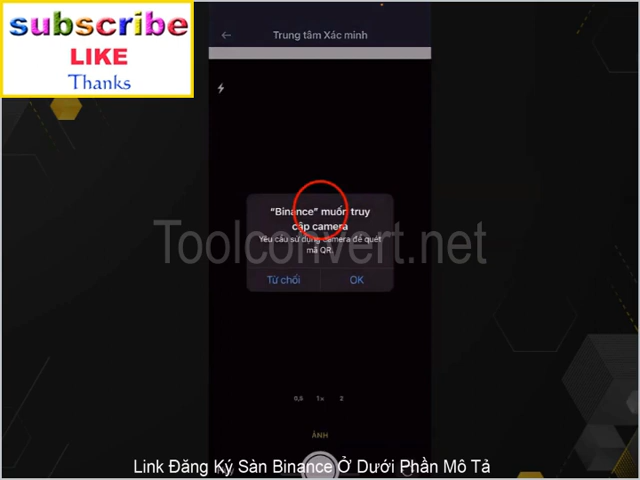 subscribe
LIKE
Thanks
Trung tâm Xác minh
“Binance” muốn truy
cập camera
Yêu cầu sử dụng camera để quét
mã QR.
Từ chối
OK
Toolconvert.net
0,5 1x 2
ẢNH
Link Đăng Ký Sàn Binance Ở Dưới Phần Mô Tả